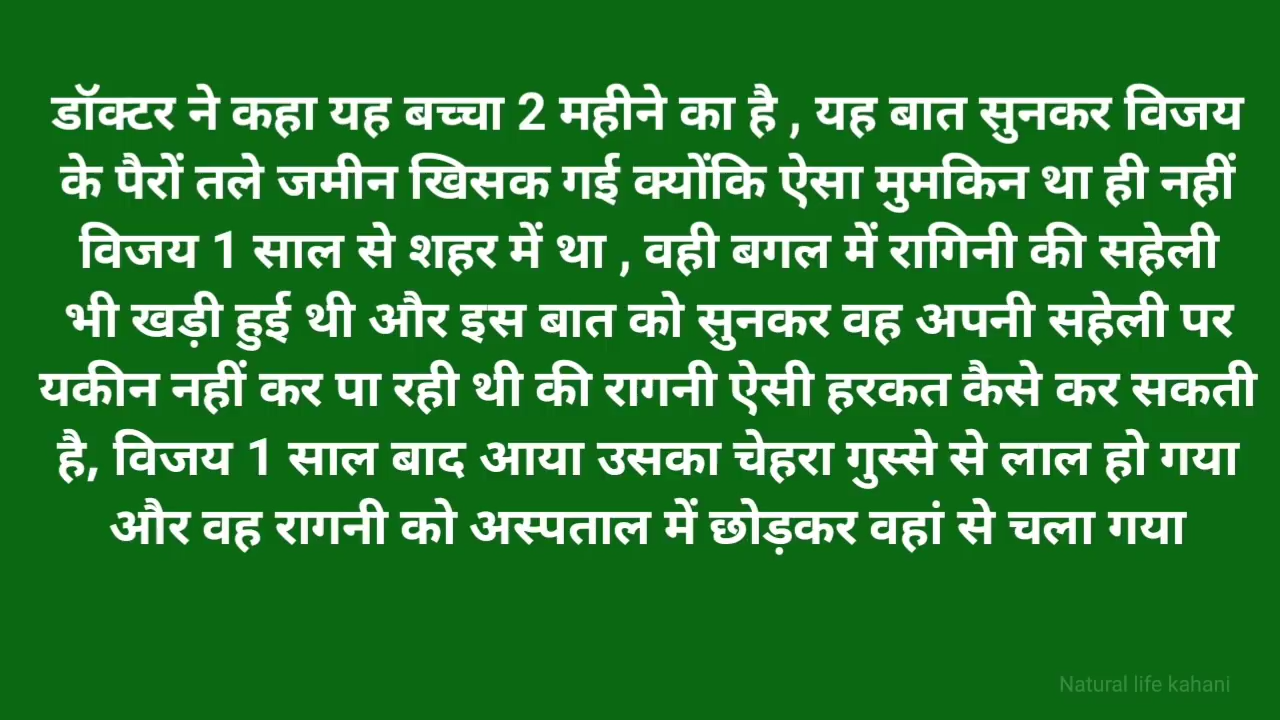 डॉक्टर ने कहा यह बच्चा 2 महीने का है , यह बात सुनकर विजय
के पैरों तले जमीन खिसक गई क्योंकि ऐसा मुमकिन था ही नहीं
विजय 1 साल से शहर में था , वही बगल में रागिनी की सहेली
भी खड़ी हुई थी और इस बात को सुनकर वह अपनी सहेली पर
यकीन नहीं कर पा रही थी की रागनी ऐसी हरकत कैसे कर सकती
है, विजय 1 साल बाद आया उसका चेहरा गुस्से से लाल हो गया
और वह रागनी को अस्पताल में छोड़कर वहां से चला गया
Natural life kahani